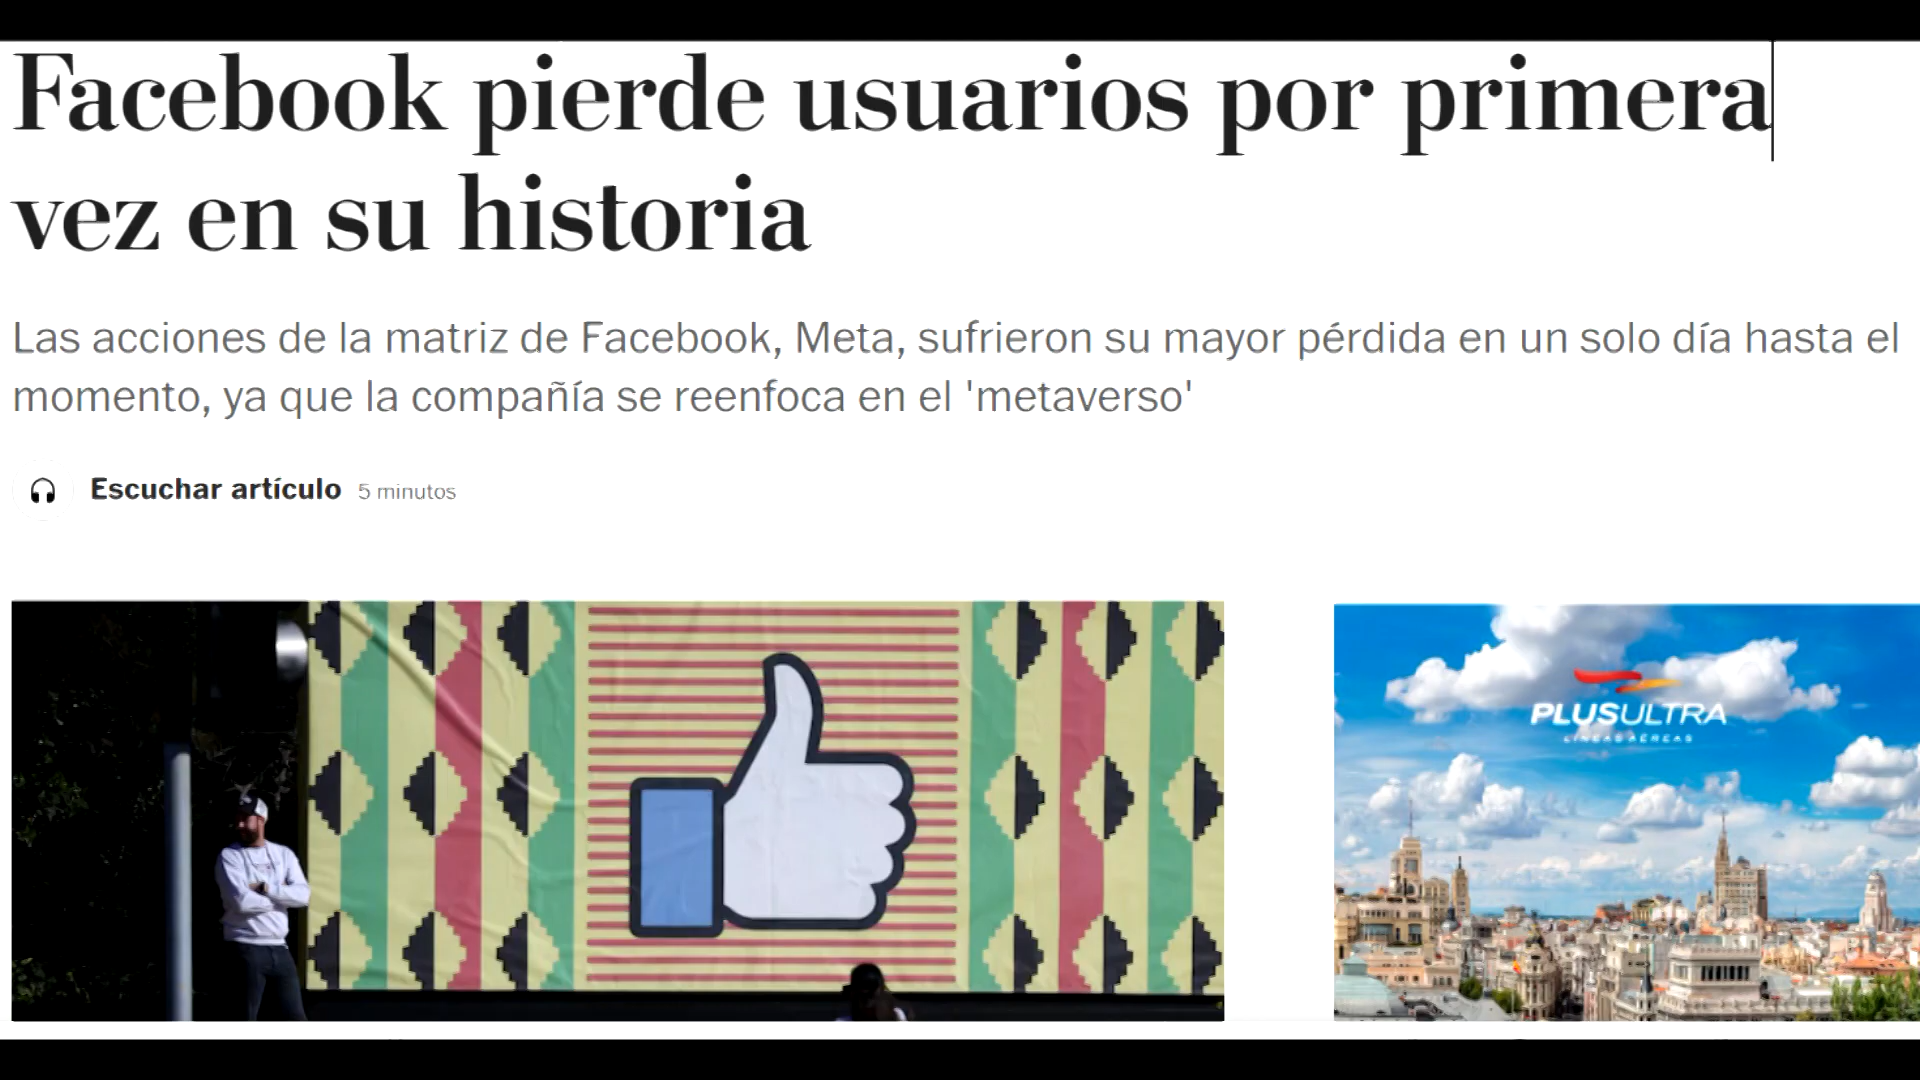 Facebook pierde usuarios por primera
vez en su historia
Las acciones de la matriz de Facebook, Meta, sufrieron su mayor pérdida en un solo día hasta el
momento, ya que la compañía se reenfoca en el 'metaverso'
Escuchar artículo 5 minutos
PLUSULTRA
LÍNEAS AÉREAS